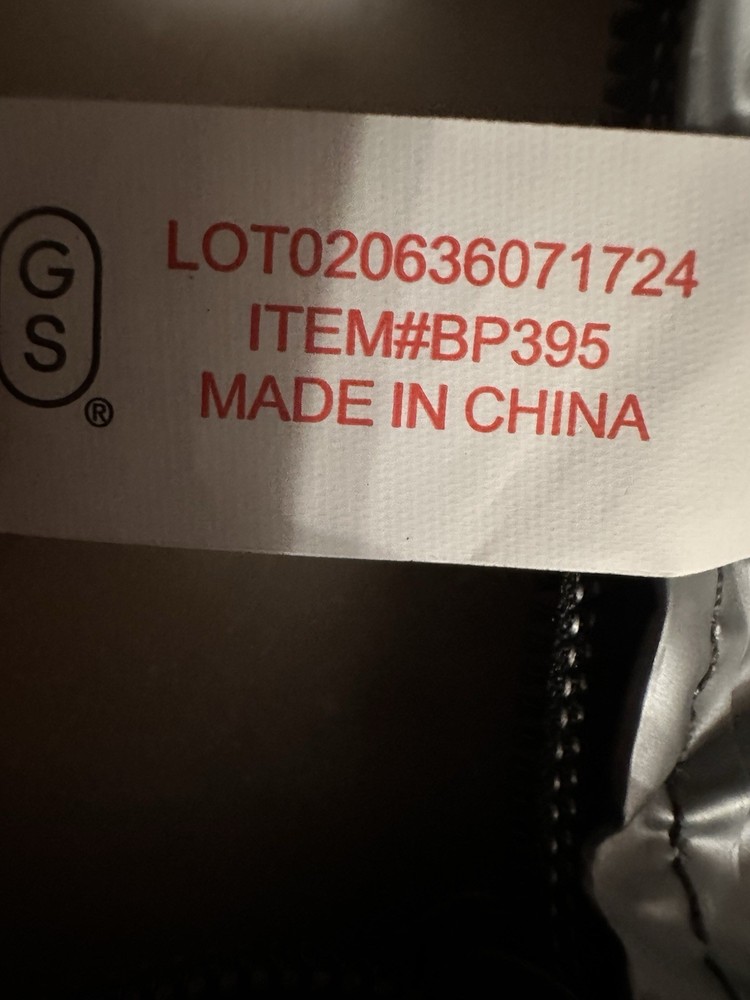 G
S
®
LOT020636071724
ITEM#BP395
MADE IN CHINA